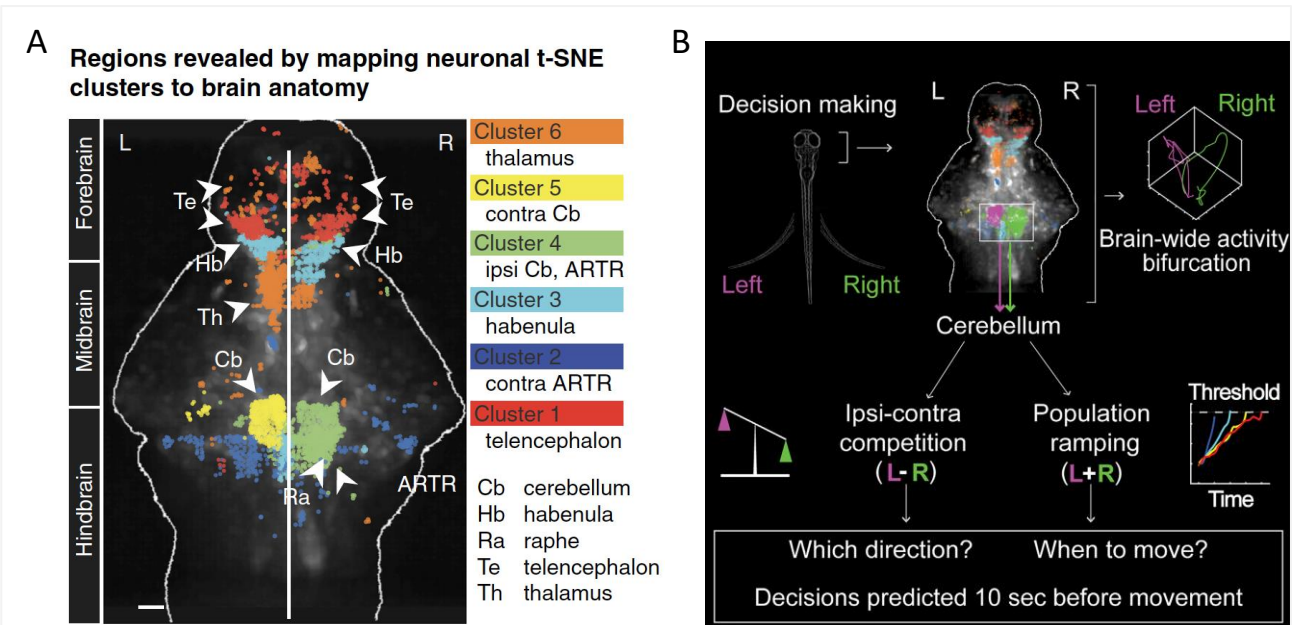 A
Regions revealed by mapping neuronal t-SNE
clusters to brain anatomy
Forebrain
Midbrain
Hindbrain
L
R
Te
Te
Hb
Hb
Th
Cb
Cb
Ra
ARTR
Cluster 6
thalamus
Cluster 5
contra Cb
Cluster 4
ipsi Cb, ARTR
Cluster 3
habenula
Cluster 2
contra ARTR
Cluster 1
telencephalon
Cb cerebellum
Hb habenula
Ra raphe
Te telencephalon
Th thalamus
B
Decision making
Left
Right
L
R
Left
Right
Brain-wide activity
bifurcation
Cerebellum
Ipsi-contra
competition
(L-R)
Population
ramping
(L+R)
Threshold
Time
Which direction?
When to move?
Decisions predicted 10 sec before movement